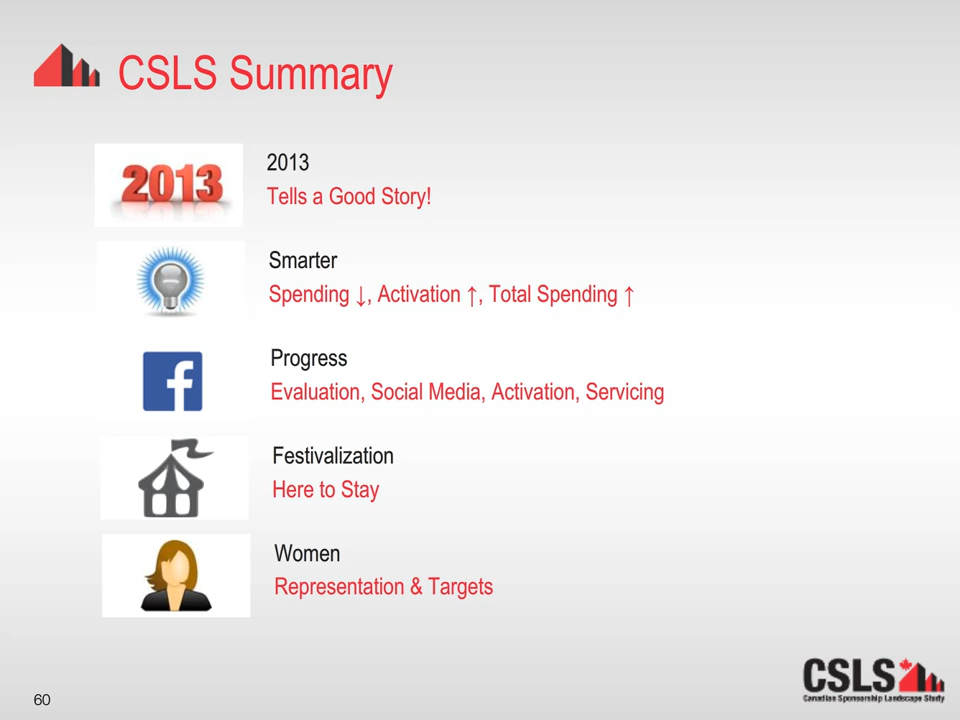 CSLS Summary
2013
2013
Tells a Good Story!
Smarter
Spending ↓, Activation ↑, Total Spending ↑
Progress
Evaluation, Social Media, Activation, Servicing
Festivalization
Here to Stay
Women
Representation & Targets
CSLS
Canadian Sponsorship Landscape Study
60